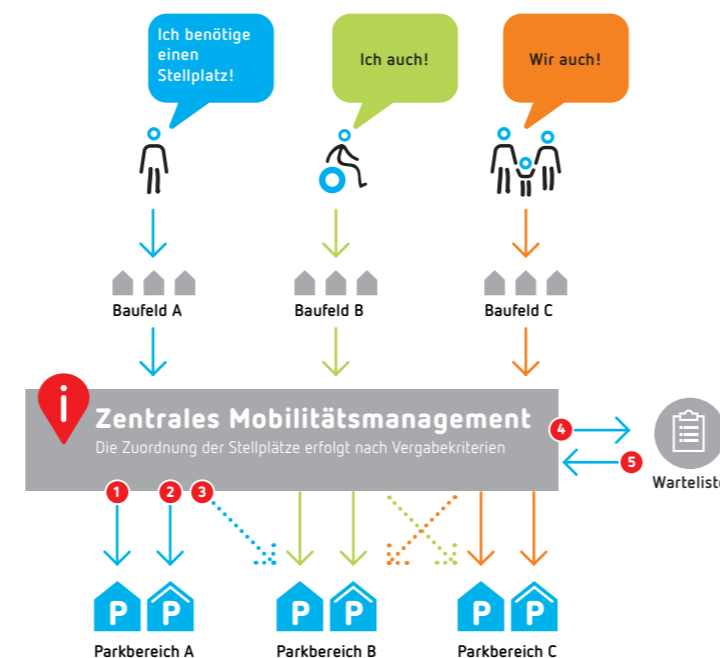 Ich benötige
einen
Stellplatz!
Ich auch!
Wir auch!
Baufeld A
Baufeld B
Baufeld C
i
Zentrales Mobilitätsmanagement
Die Zuordnung der Stellplätze erfolgt nach Vergabekriterien
4
5
Warteliste
1
2
3
P
P
P
P
P
P
Parkbereich A
Parkbereich B
Parkbereich C